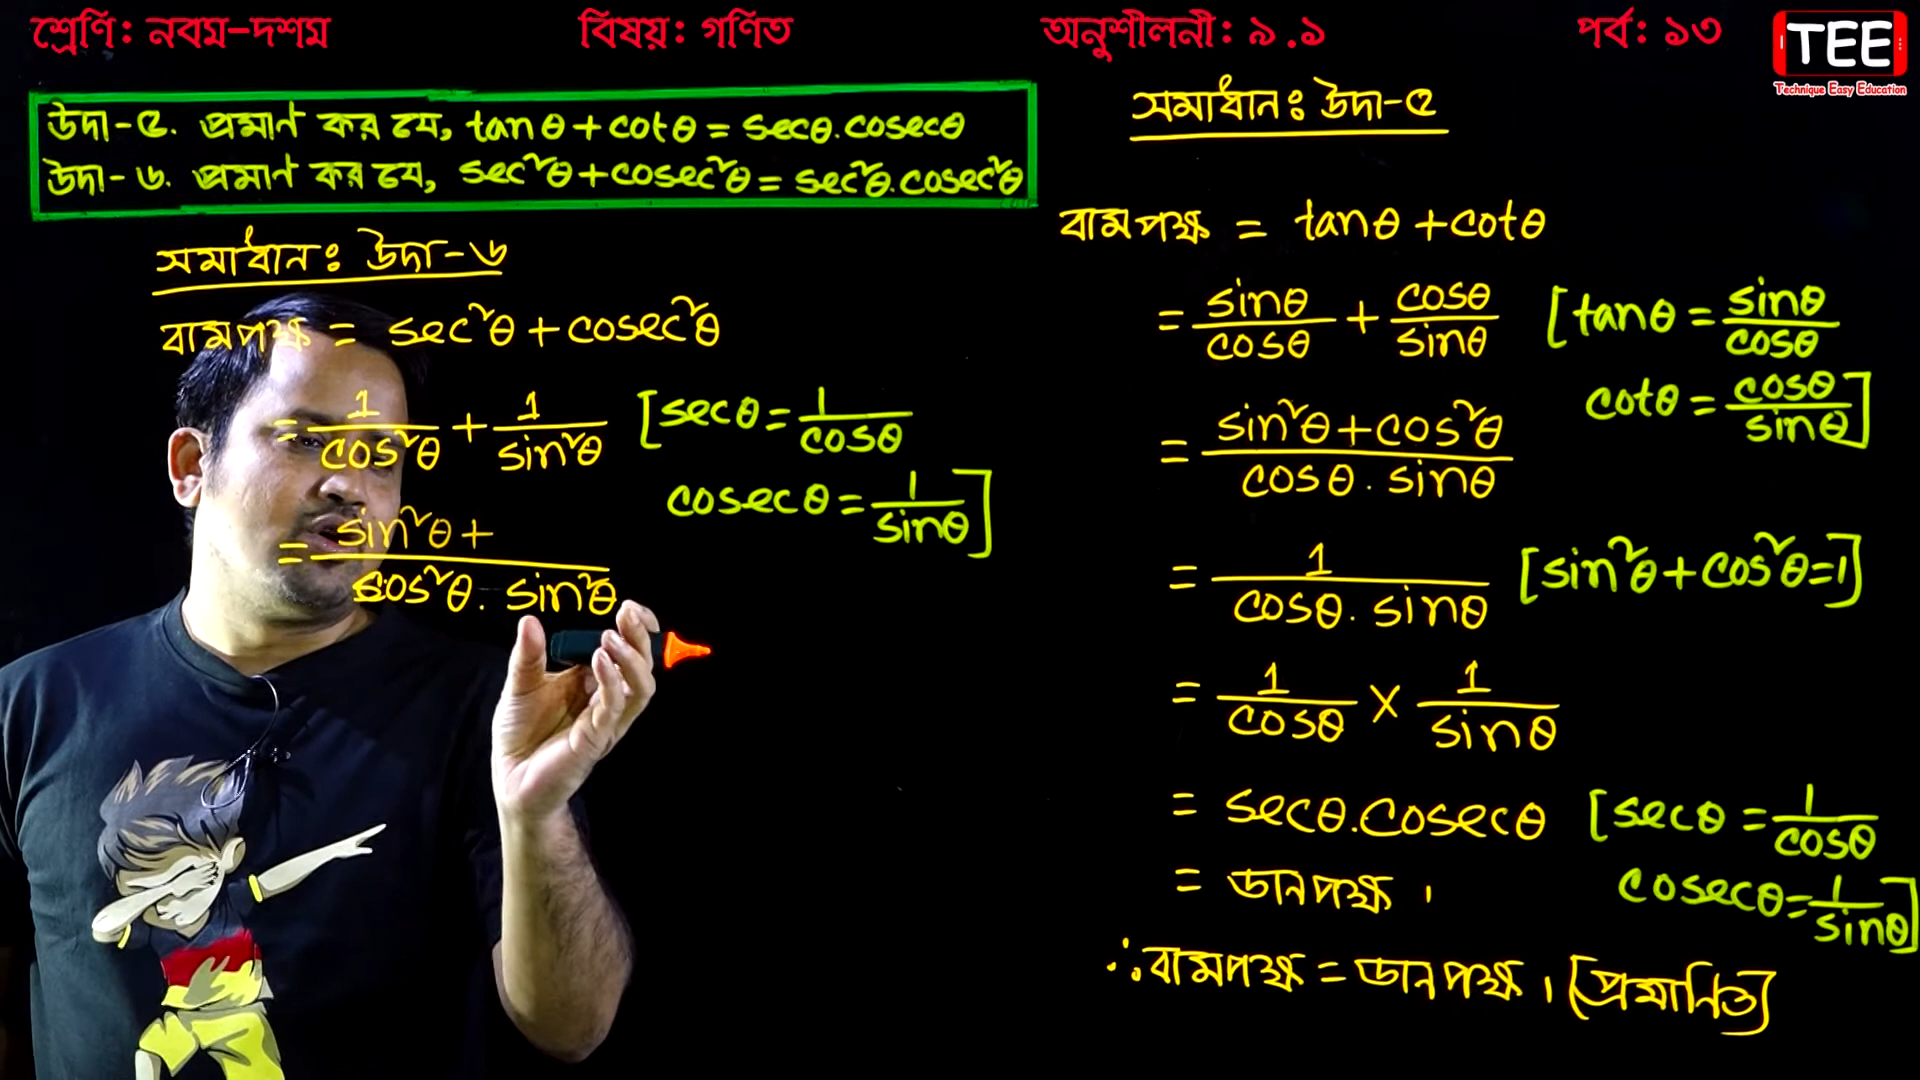 শ্রেণি: নবম-দশম বিষয়: গণিত অনুশীলনী: ৯.১ পর্ব: ১৩
TEE
Technique Easy Education
উদা-৫. প্রমাণ কর যে, tanθ + cotθ = secθ.cosecθ
উদা-৬. প্রমাণ কর যে, sec²θ + cosec²θ = sec²θ.cosec²θ
সমাধান: উদা-৬
বামপক্ষ = sec²θ + cosec²θ
= 1/cos²θ + 1/sin²θ [secθ = 1/cosθ
cosecθ = 1/sinθ]
= sin²θ + / cos²θ . sin²θ
সমাধান: উদা-৫
বামপক্ষ = tanθ + cotθ
= sinθ/cosθ + cosθ/sinθ [tanθ = sinθ/cosθ
cotθ = cosθ/sinθ]
= sin²θ + cos²θ / cosθ . sinθ
= 1 / cosθ . sinθ [sin²θ + cos²θ = 1]
= 1/cosθ × 1/sinθ
= secθ.cosecθ [secθ = 1/cosθ
cosecθ = 1/sinθ]
= ডানপক্ষ ।
∴ বামপক্ষ = ডানপক্ষ । [প্রমানিত]